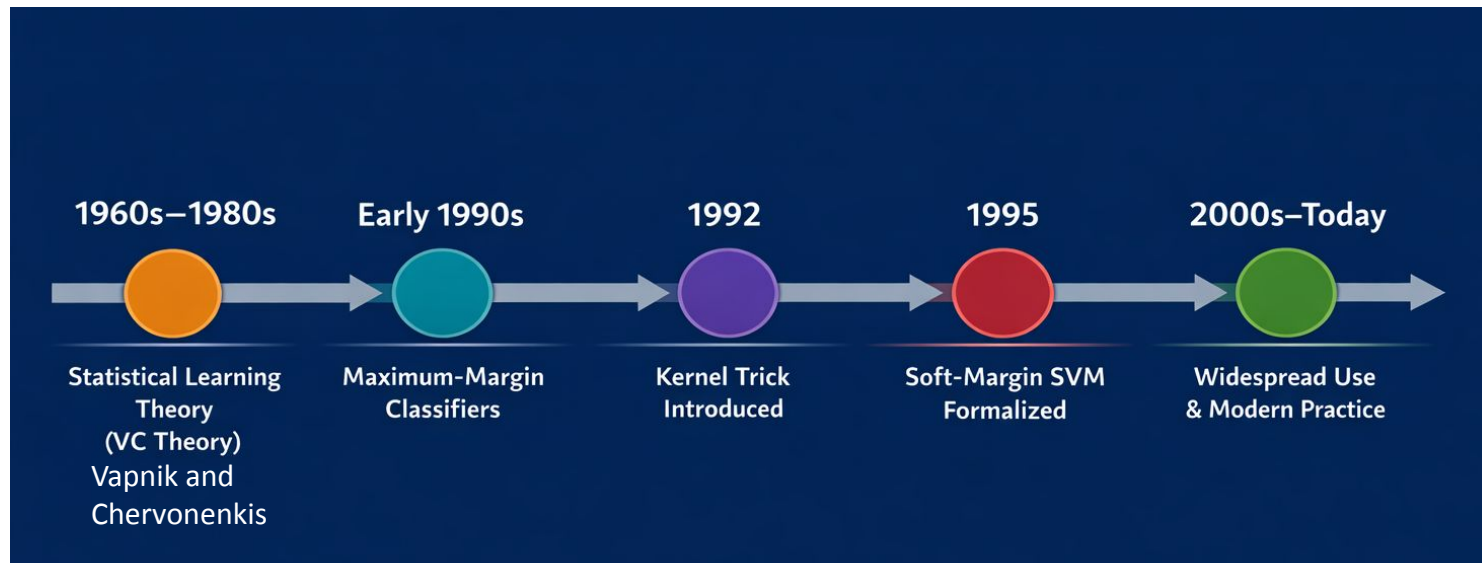 1960s–1980s
Statistical Learning
Theory
(VC Theory)
Vapnik and
Chervonenkis
Early 1990s
Maximum-Margin
Classifiers
1992
Kernel Trick
Introduced
1995
Soft-Margin SVM
Formalized
2000s–Today
Widespread Use
& Modern Practice